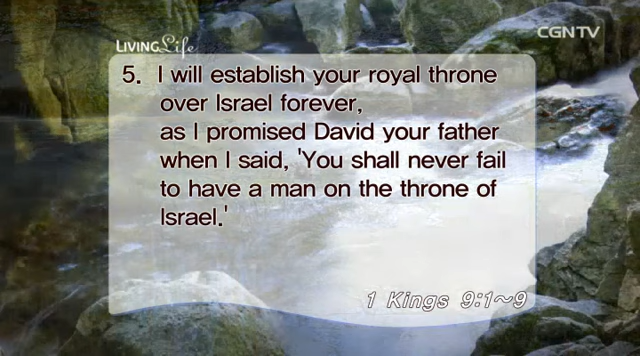 LIVING Life
CGNTV
5. I will establish your royal throne
over Israel forever,
as I promised David your father
when I said, 'You shall never fail
to have a man on the throne of
Israel.'
1 Kings 9:1~9